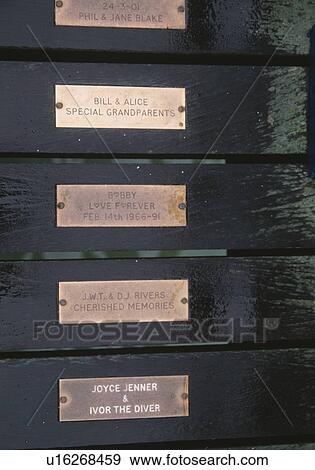 24-3-01
PHIL & JANE BLAKE
BILL & ALICE
SPECIAL GRANDPARENTS
BOBBY
LOVE FOREVER
FEB. 14th 1966-91
J.W.T. & D.J. RIVERS
CHERISHED MEMORIES
FOTOSEARCH
JOYCE JENNER
&
IVOR THE DIVER
u16268459 www.fotosearch.com